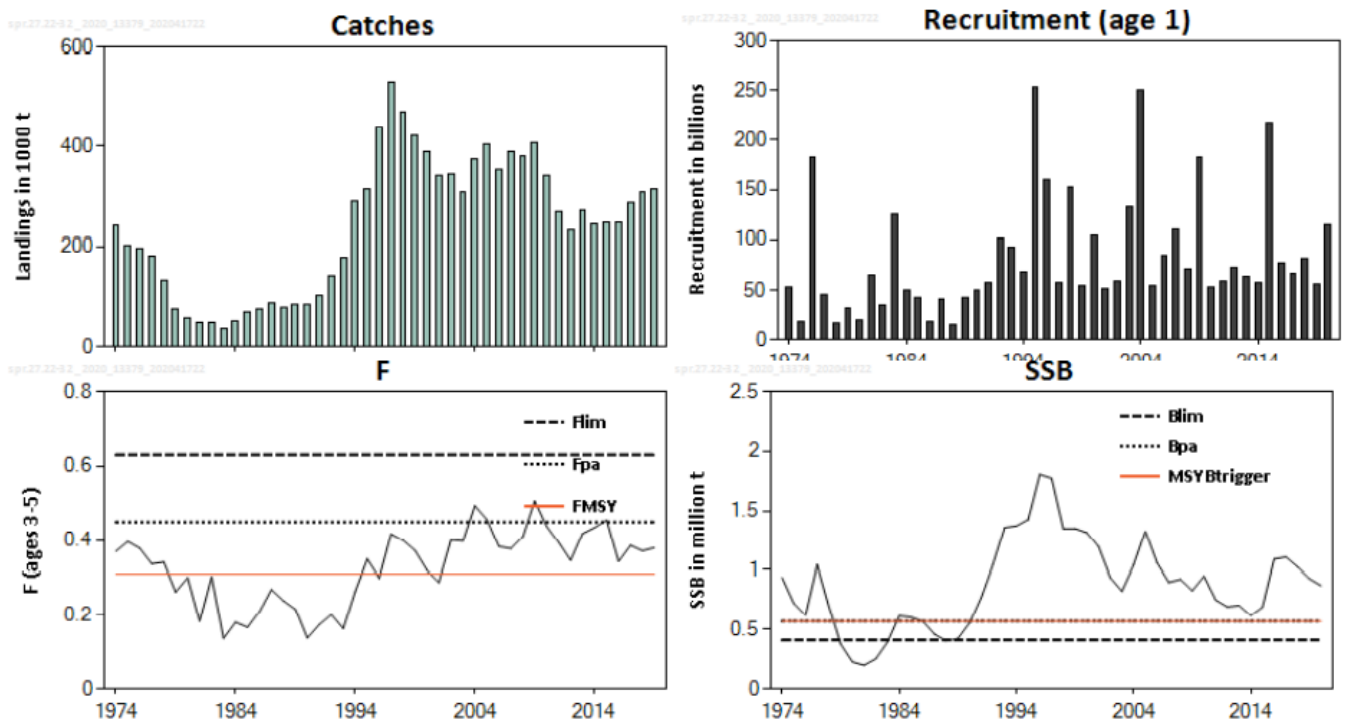 Catches
600
400
200
0
Landings in 1000 t
Recruitment (age 1)
300
250
200
150
100
50
0
Recruitment in billions
1974
1984
1994
2004
2014
F
0.8
0.6
0.4
0.2
0
F (ages 3-5)
Flim
Fpa
FMSY
1974
1984
1994
2004
2014
SSB
2.5
2
1.5
1
0.5
0
SSB in million t
Blim
Bpa
MSYBtrigger
1974
1984
1994
2004
2014